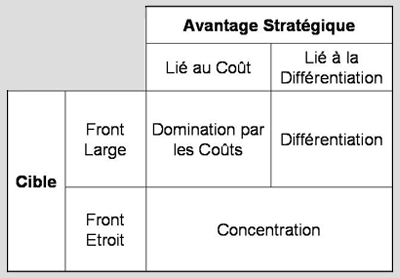 Avantage Stratégique
Lié au Coût
Lié à la
Différentiation
Cible
Front
Large
Domination par
les Coûts
Différentiation
Front
Etroit
Concentration